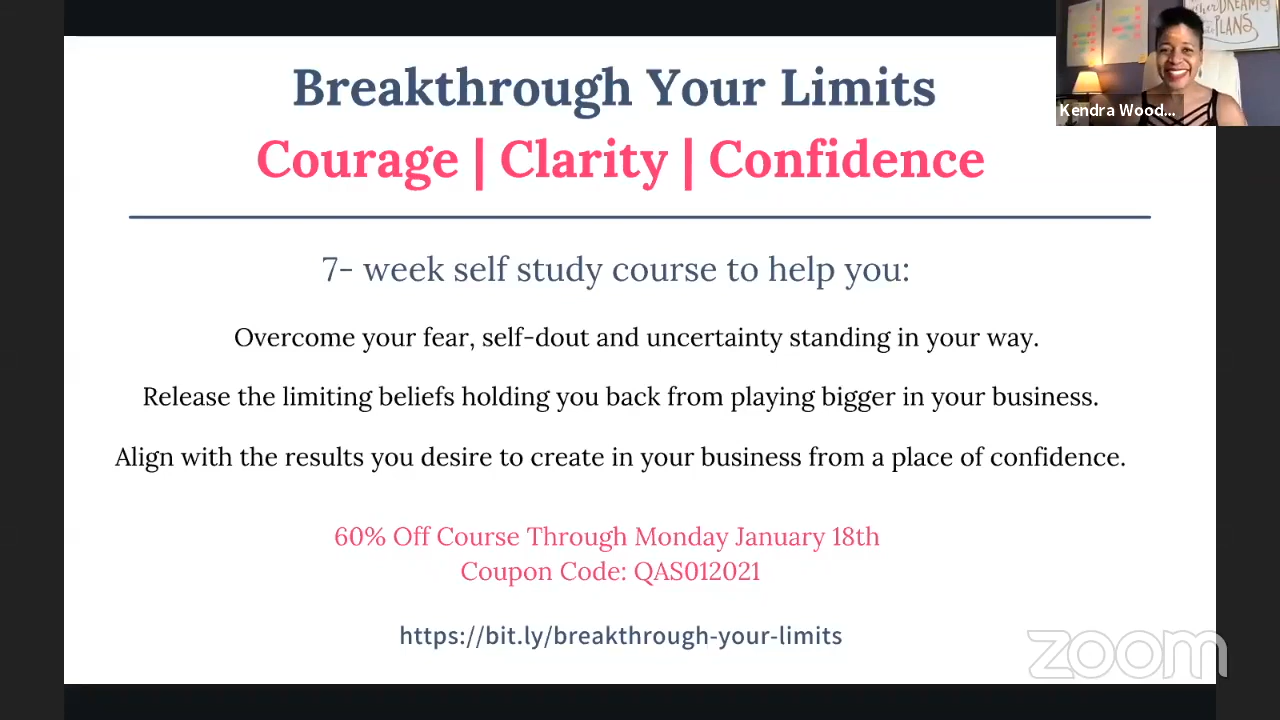 Breakthrough Your Limits
Courage | Clarity | Confidence
7- week self study course to help you:
Overcome your fear, self-dout and uncertainty standing in your way.
Release the limiting beliefs holding you back from playing bigger in your business.
Align with the results you desire to create in your business from a place of confidence.
60% Off Course Through Monday January 18th
Coupon Code: QAS012021
https://bit.ly/breakthrough-your-limits
DREAM
PLANS
Kendra Wood...
zoom